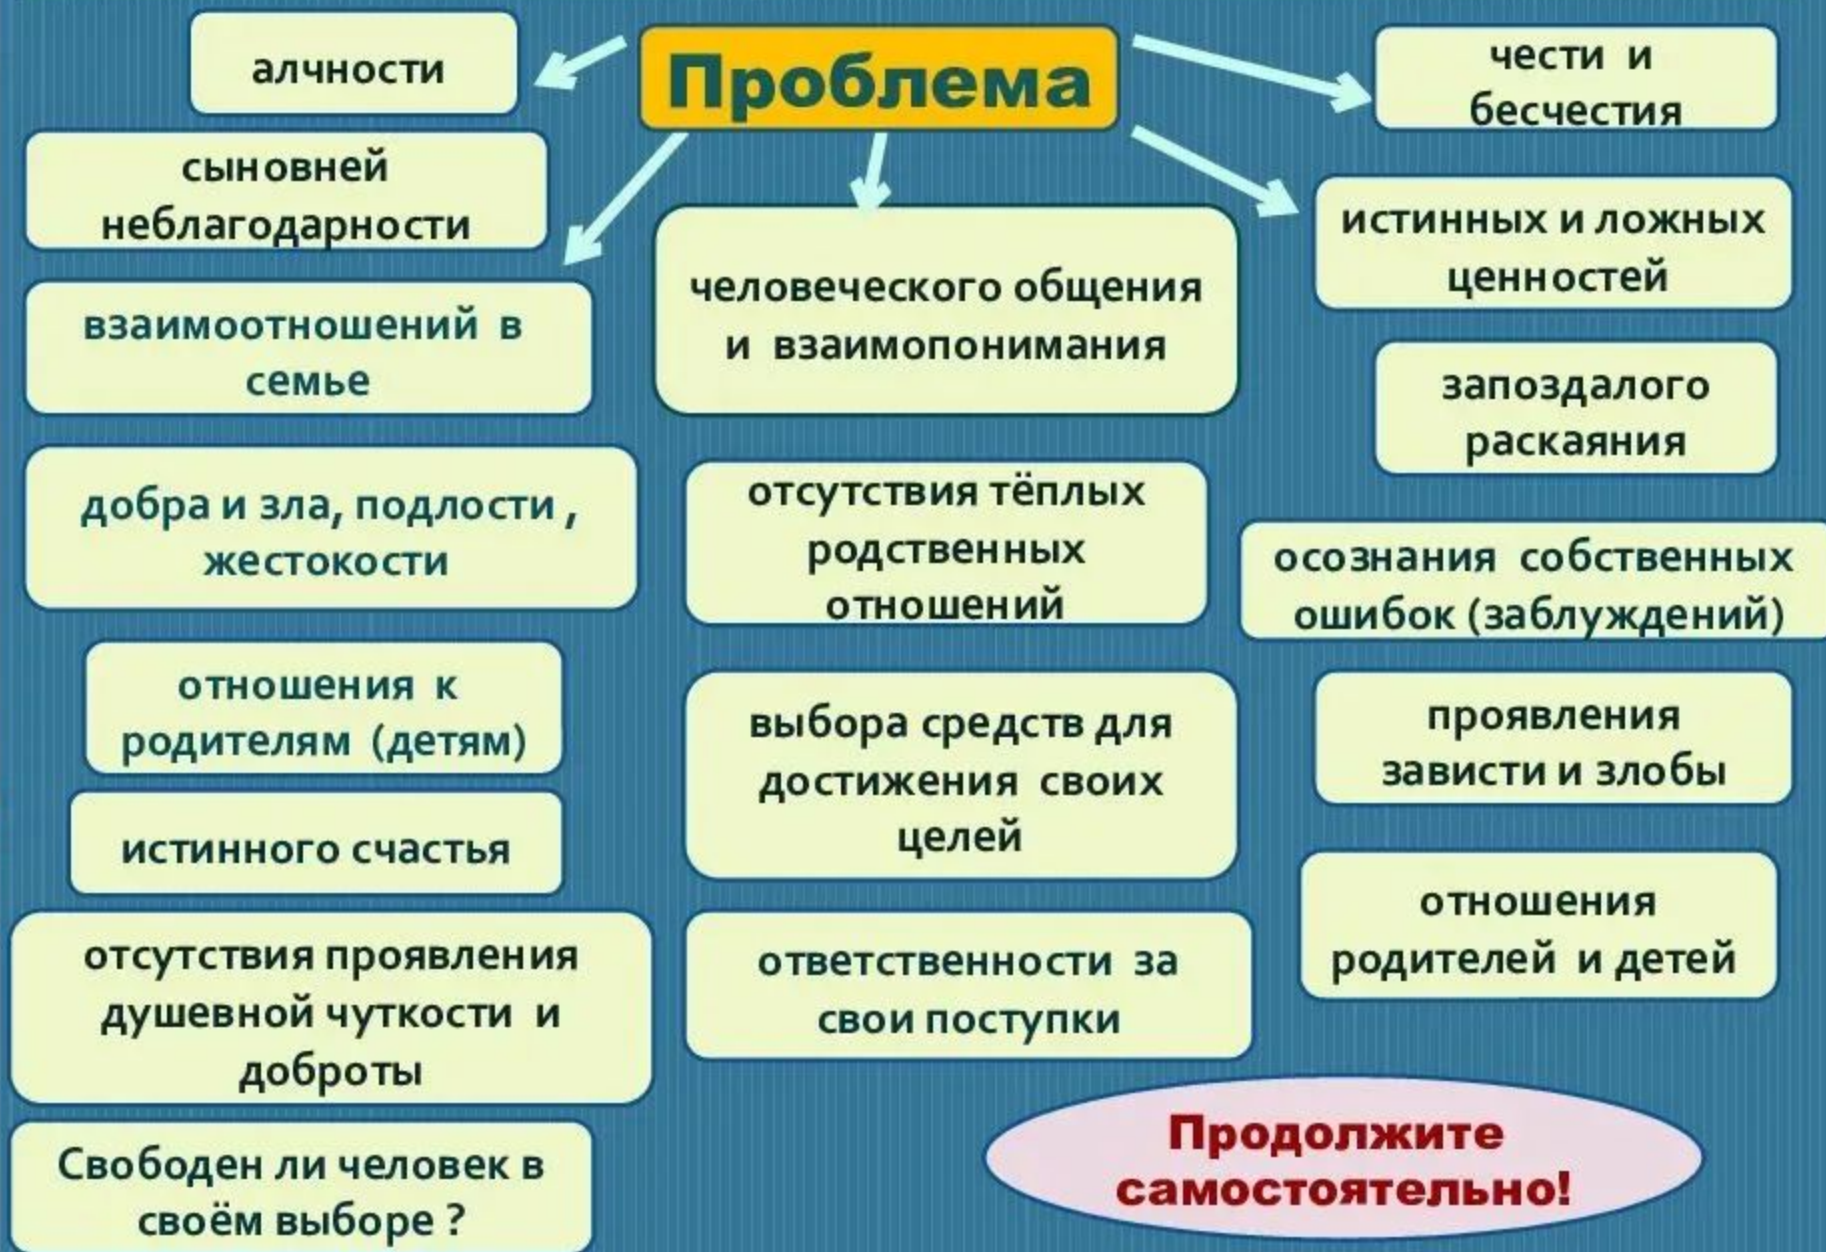 Проблема
алчности
сыновней
неблагодарности
взаимоотношений в
семье
добра и зла, подлости ,
жестокости
отношения к
родителям (детям)
истинного счастья
отсутствия проявления
душевной чуткости и
доброты
Свободен ли человек в
своём выборе ?
человеческого общения
и взаимопонимания
отсутствия тёплых
родственных
отношений
выбора средств для
достижения своих
целей
ответственности за
свои поступки
чести и
бесчестия
истинных и ложных
ценностей
запоздалого
раскаяния
осознания собственных
ошибок (заблуждений)
проявления
зависти и злобы
отношения
родителей и детей
Продолжите
самостоятельно!